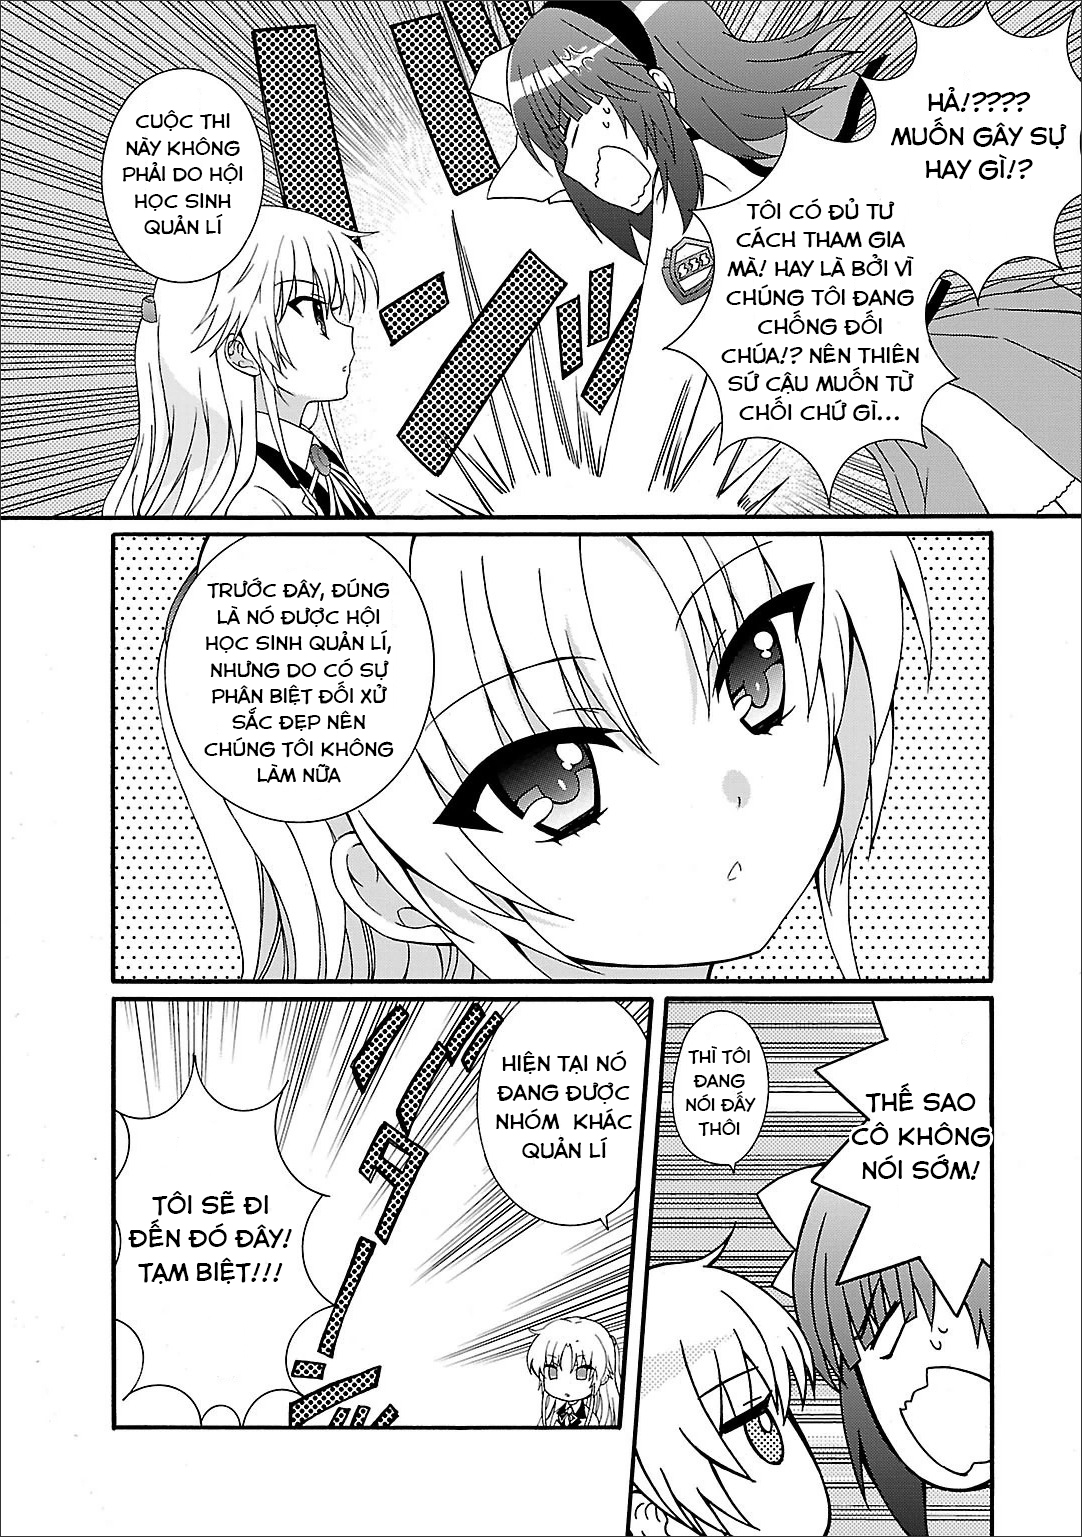 HẢ!????
MUỐN GÂY SỰ
HAY GÌ!?
TÔI CÓ ĐỦ TƯ
CÁCH THAM GIA
MÀ! HAY LÀ BỞI VÌ
CHÚNG TÔI ĐANG
CHỐNG ĐỐI
CHÚA!? NÊN THIÊN
SỨ CẬU MUỐN TỪ
CHỐI CHỨ GÌ...
CUỘC THI
NÀY KHÔNG
PHẢI DO HỘI
HỌC SINH
QUẢN LÍ
TRƯỚC ĐÂY, ĐÚNG
LÀ NÓ ĐƯỢC HỘI
HỌC SINH QUẢN LÍ,
NHƯNG DO CÓ SỰ
PHÂN BIỆT ĐỐI XỬ
SẮC ĐẸP NÊN
CHÚNG TÔI KHÔNG
LÀM NỮA
THẾ SAO
CÔ KHÔNG
NÓI SỚM!
THÌ TÔI
ĐANG
NÓI ĐẤY
THÔI
HIỆN TẠI NÓ
ĐANG ĐƯỢC
NHÓM KHÁC
QUẢN LÍ
TÔI SẼ ĐI
ĐẾN ĐÓ ĐÂY!
TẠM BIỆT!!!